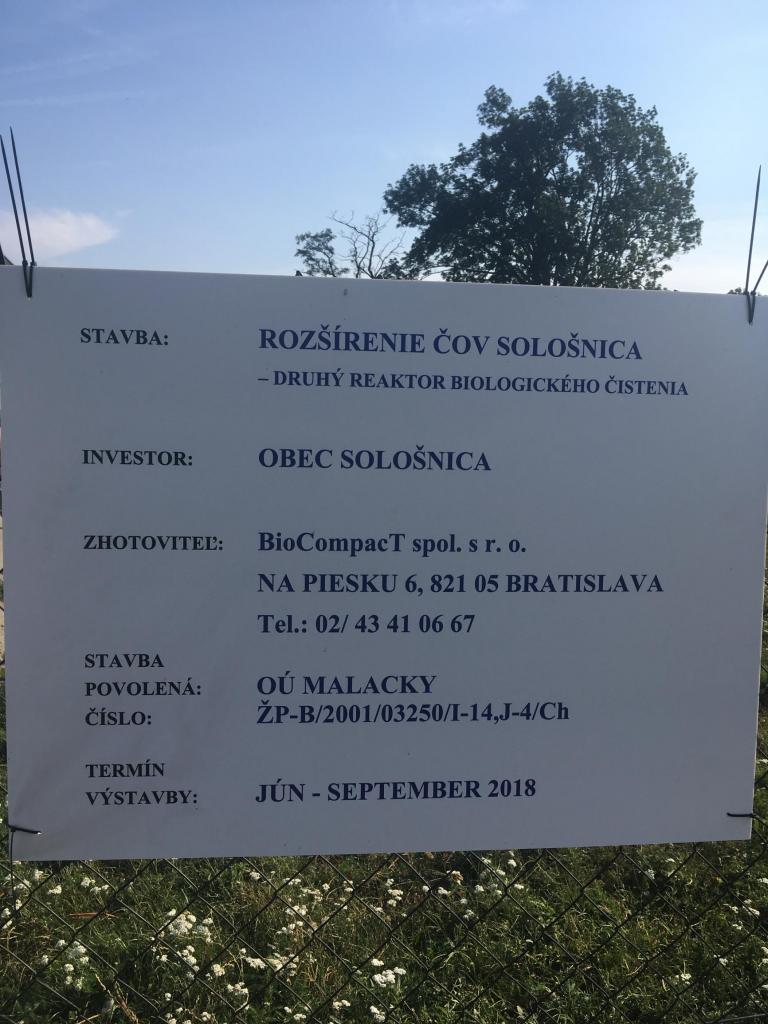 STAVBA: ROZŠÍRENIE ČOV SOLOŠNICA
– DRUHÝ REAKTOR BIOLOGICKÉHO ČISTENIA
INVESTOR: OBEC SOLOŠNICA
ZHOTOVITEĽ: BioCompacT spol. s r. o.
NA PIESKU 6, 821 05 BRATISLAVA
Tel.: 02/ 43 41 06 67
STAVBA
POVOLENÁ: OÚ MALACKY
ČÍSLO: ŽP-B/2001/03250/I-14,J-4/Ch
TERMÍN
VÝSTAVBY: JÚN - SEPTEMBER 2018